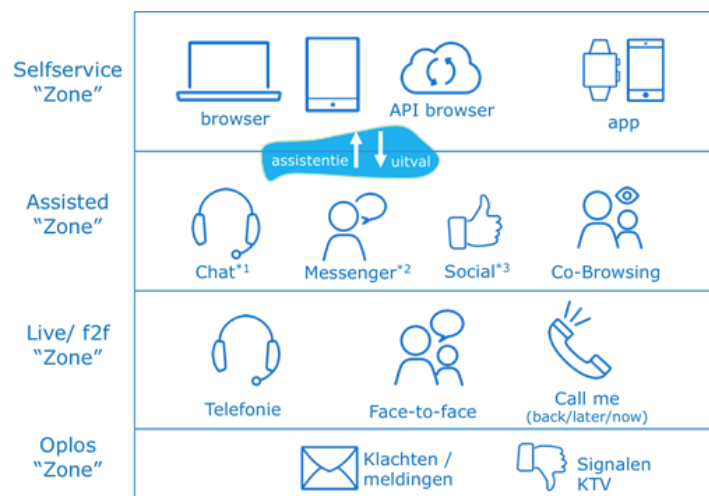 Selfservice
“Zone”
browser
API browser
app
assistentie
uitval
Assisted
“Zone”
Chat*1
Messenger*2
Social*3
Co-Browsing
Live/ f2f
“Zone”
Telefonie
Face-to-face
Call me
(back/later/now)
Oplos
“Zone”
Klachten /
meldingen
Signalen
KTV